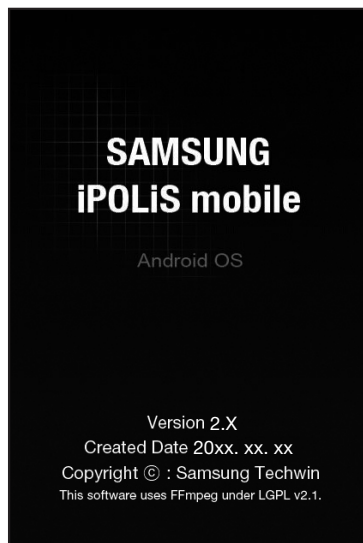 SAMSUNG
iPOLiS mobile
Android OS
Version 2.X
Created Date 20xx. xx. xx
Copyright ⓒ : Samsung Techwin
This software uses FFmpeg under LGPL v2.1.